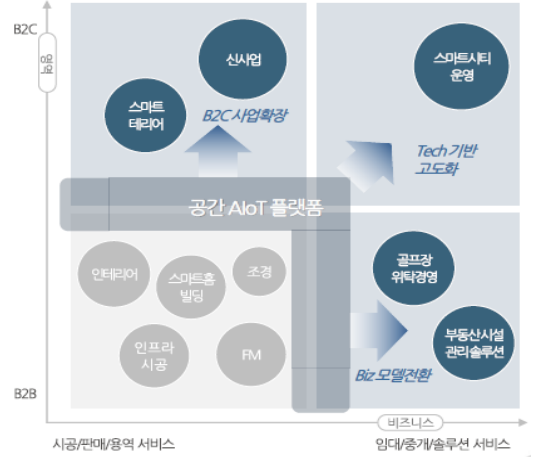 B2C
영역
신사업
스마트
테리어
B2C 사업확장
스마트시티
운영
Tech 기반
고도화
공간 AIoT 플랫폼
인테리어
스마트홈
빌딩
조경
인프라
시공
FM
골프장
위탁경영
부동산시설
관리솔루션
Biz 모델전환
B2B
비즈니스
시공/판매/용역 서비스
임대/중개/솔루션 서비스